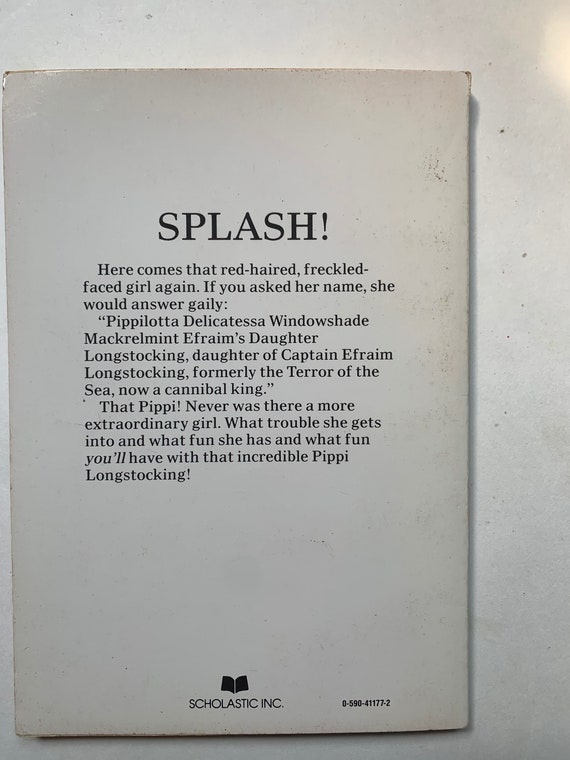 SPLASH!
Here comes that red-haired, freckled-
faced girl again. If you asked her name, she
would answer gaily:
“Pippilotta Delicatessa Windowshade
Mackrelmint Efraim’s Daughter
Longstocking, daughter of Captain Efraim
Longstocking, formerly the Terror of the
Sea, now a cannibal king.”
That Pippi! Never was there a more
extraordinary girl. What trouble she gets
into and what fun she has and what fun
you’ll have with that incredible Pippi
Longstocking!
SCHOLASTIC INC.
0-590-41177-2